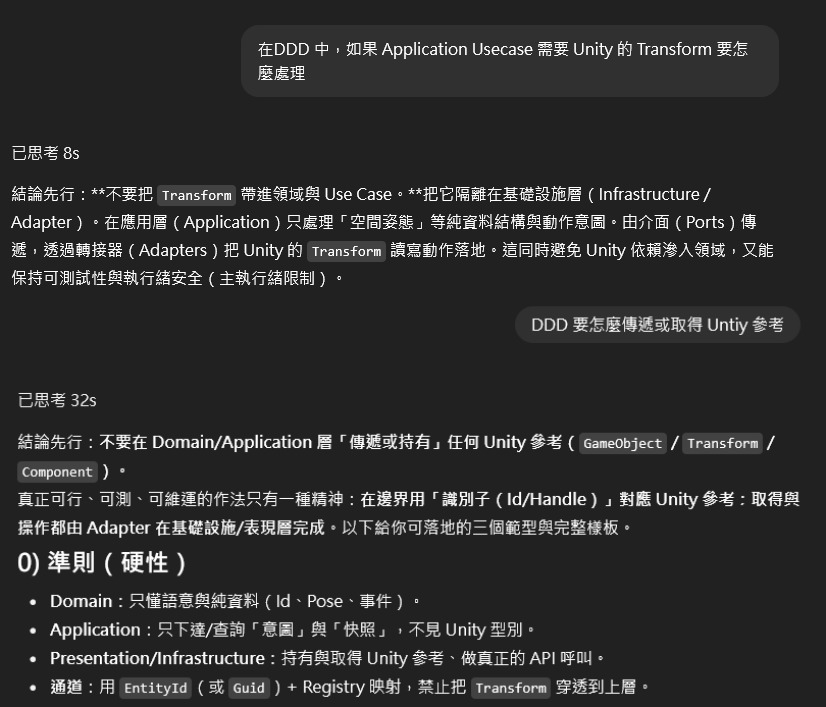 在DDD 中，如果 Application Usecase 需要 Unity 的 Transform 要怎
麼處理
已思考 8s
結論先行：**不要把 Transform 帶進領域與 Use Case。**把它隔離在基礎設施層（Infrastructure /
Adapter）。在應用層（Application）只處理「空間姿態」等純資料結構與動作意圖。由介面（Ports）傳
遞，透過轉接器（Adapters）把 Unity 的 Transform 讀寫動作落地。這同時避免 Unity 依賴滲入領域，又能
保持可測試性與執行緒安全（主執行緒限制）。
DDD 要怎麼傳遞或取得 Untiy 參考
已思考 32s
結論先行：不要在 Domain/Application 層「傳遞或持有」任何 Unity 參考（GameObject / Transform /
Component）。
真正可行、可測、可維運的作法只有一種精神：在邊界用「識別子（Id/Handle）」對應 Unity 參考：取得與
操作都由 Adapter 在基礎設施/表現層完成。以下給你可落地的三個範型與完整樣板。
0) 準則（硬性）
• Domain：只懂語意與純資料（Id、Pose、事件）。
• Application：只下達/查詢「意圖」與「快照」，不見 Unity 型別。
• Presentation/Infrastructure：持有與取得 Unity 參考、做真正的 API 呼叫。
• 通道：用 EntityId（或 Guid）+ Registry 映射，禁止把 Transform 穿透到上層。